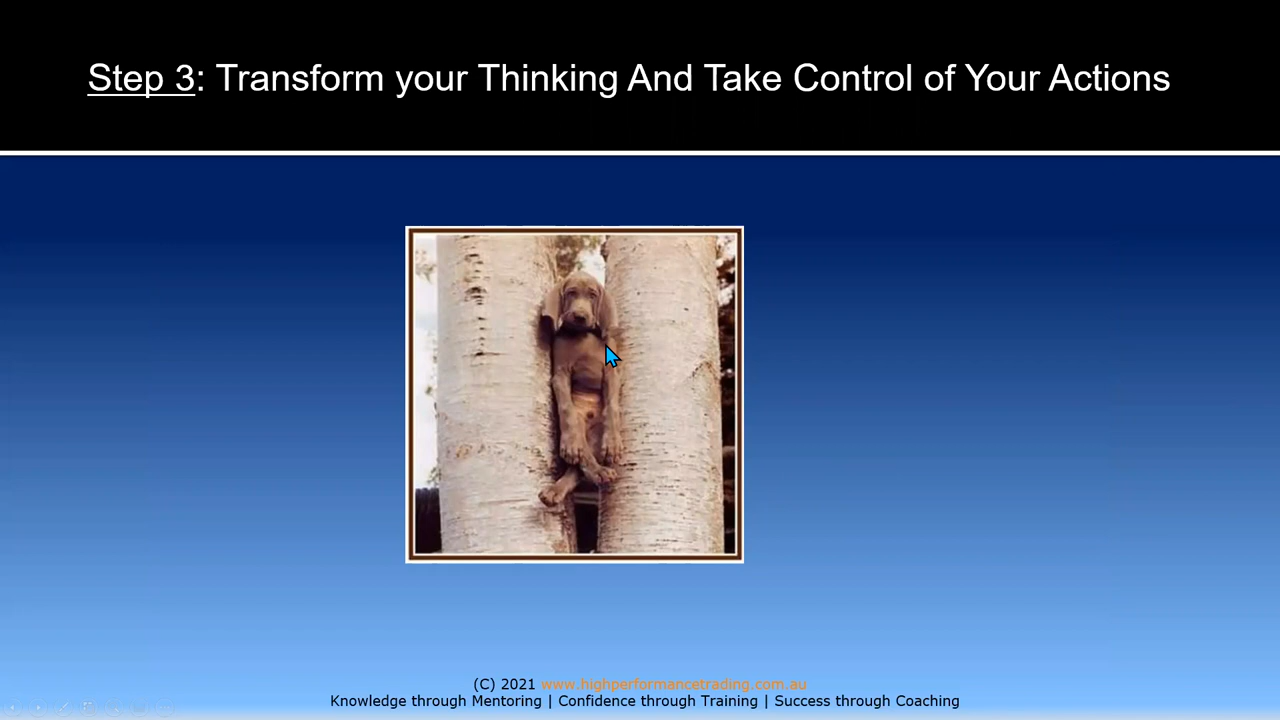 Step 3: Transform your Thinking And Take Control of Your Actions
(C) 2021 www.highperformancetrading.com.au
Knowledge through Mentoring | Confidence through Training | Success through Coaching